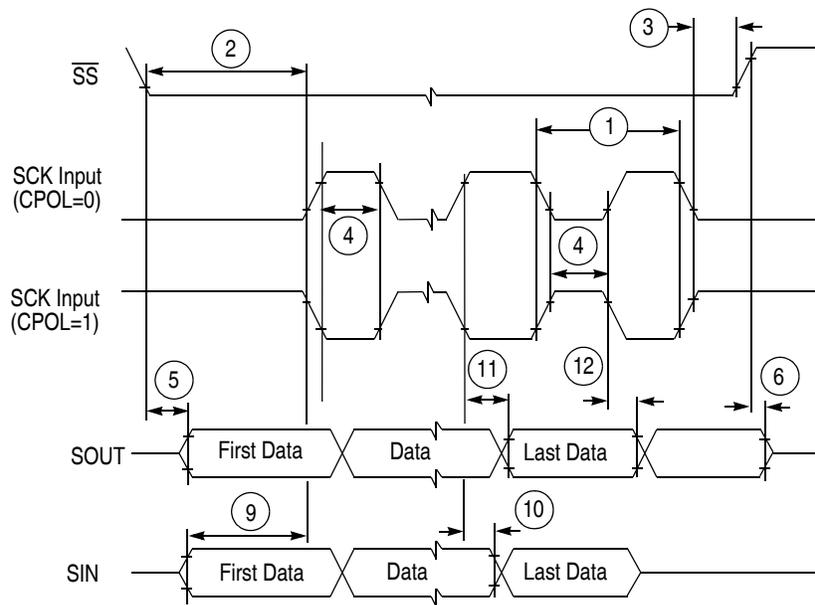 3
2
SS
1
SCK Input
(CPOL=0)
4
4
SCK Input
(CPOL=1)
5
11
12
6
SOUT
First Data
Data
Last Data
9
10
SIN
First Data
Data
Last Data